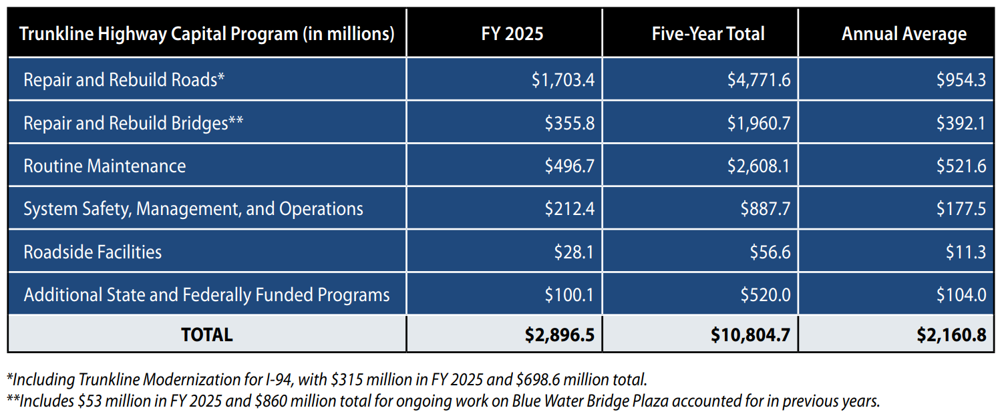 Trunkline Highway Capital Program (in millions) FY 2025 Five-Year Total Annual Average
Repair and Rebuild Roads* $1,703.4 $4,771.6 $954.3
Repair and Rebuild Bridges** $355.8 $1,960.7 $392.1
Routine Maintenance $496.7 $2,608.1 $521.6
System Safety, Management, and Operations $212.4 $887.7 $177.5
Roadside Facilities $28.1 $56.6 $11.3
Additional State and Federally Funded Programs $100.1 $520.0 $104.0
TOTAL $2,896.5 $10,804.7 $2,160.8
*Including Trunkline Modernization for I-94, with $315 million in FY 2025 and $698.6 million total.
**Includes $53 million in FY 2025 and $860 million total for ongoing work on Blue Water Bridge Plaza accounted for in previous years.